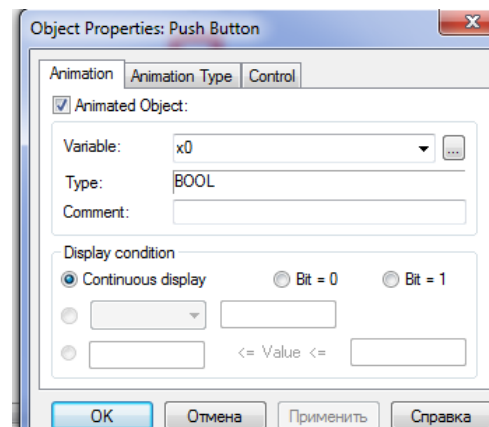 Object Properties: Push Button
X
Animation Animation Type Control
Animated Object:
Variable: x0 ...
Type: BOOL
Comment:
Display condition
Continuous display Bit = 0 Bit = 1
<= Value <=
OK Отмена Применить Справка